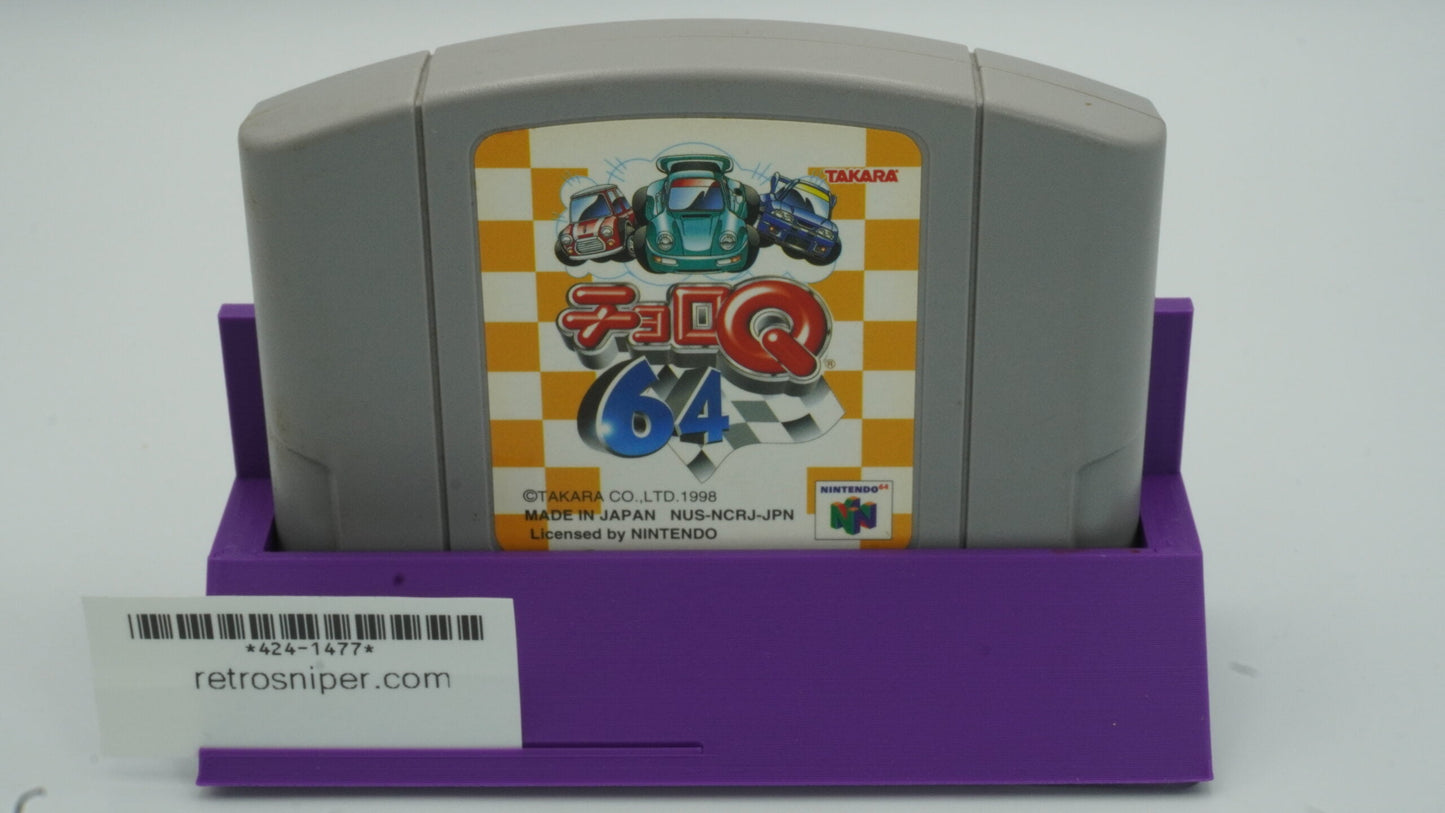 TAKARA
チョロQ®
64
©TAKARA CO.,LTD.1998
MADE IN JAPAN NUS-NCRJ-JPN
Licensed by NINTENDO
NINTENDO⁶⁴
*424-1477*
retrosniper.com